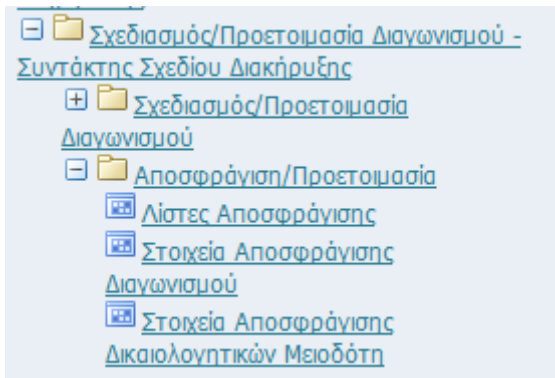 Σχεδιασμός/Προετοιμασία Διαγωνισμού -
Συντάκτης Σχεδίου Διακήρυξης
Σχεδιασμός/Προετοιμασία
Διαγωνισμού
Αποσφράγιση/Προετοιμασία
Λίστες Αποσφράγισης
Στοιχεία Αποσφράγισης
Διαγωνισμού
Στοιχεία Αποσφράγισης
Δικαιολογητικών Μειοδότη